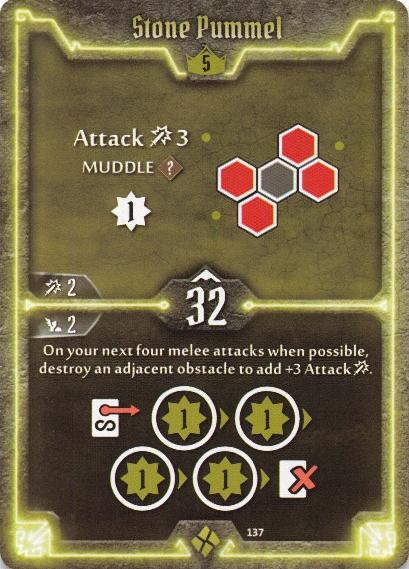 Stone Pummel
5
Attack 3
MUDDLE ?
1
2
32
2
On your next four melee attacks when possible,
destroy an adjacent obstacle to add +3 Attack.
1 1
1 1
137